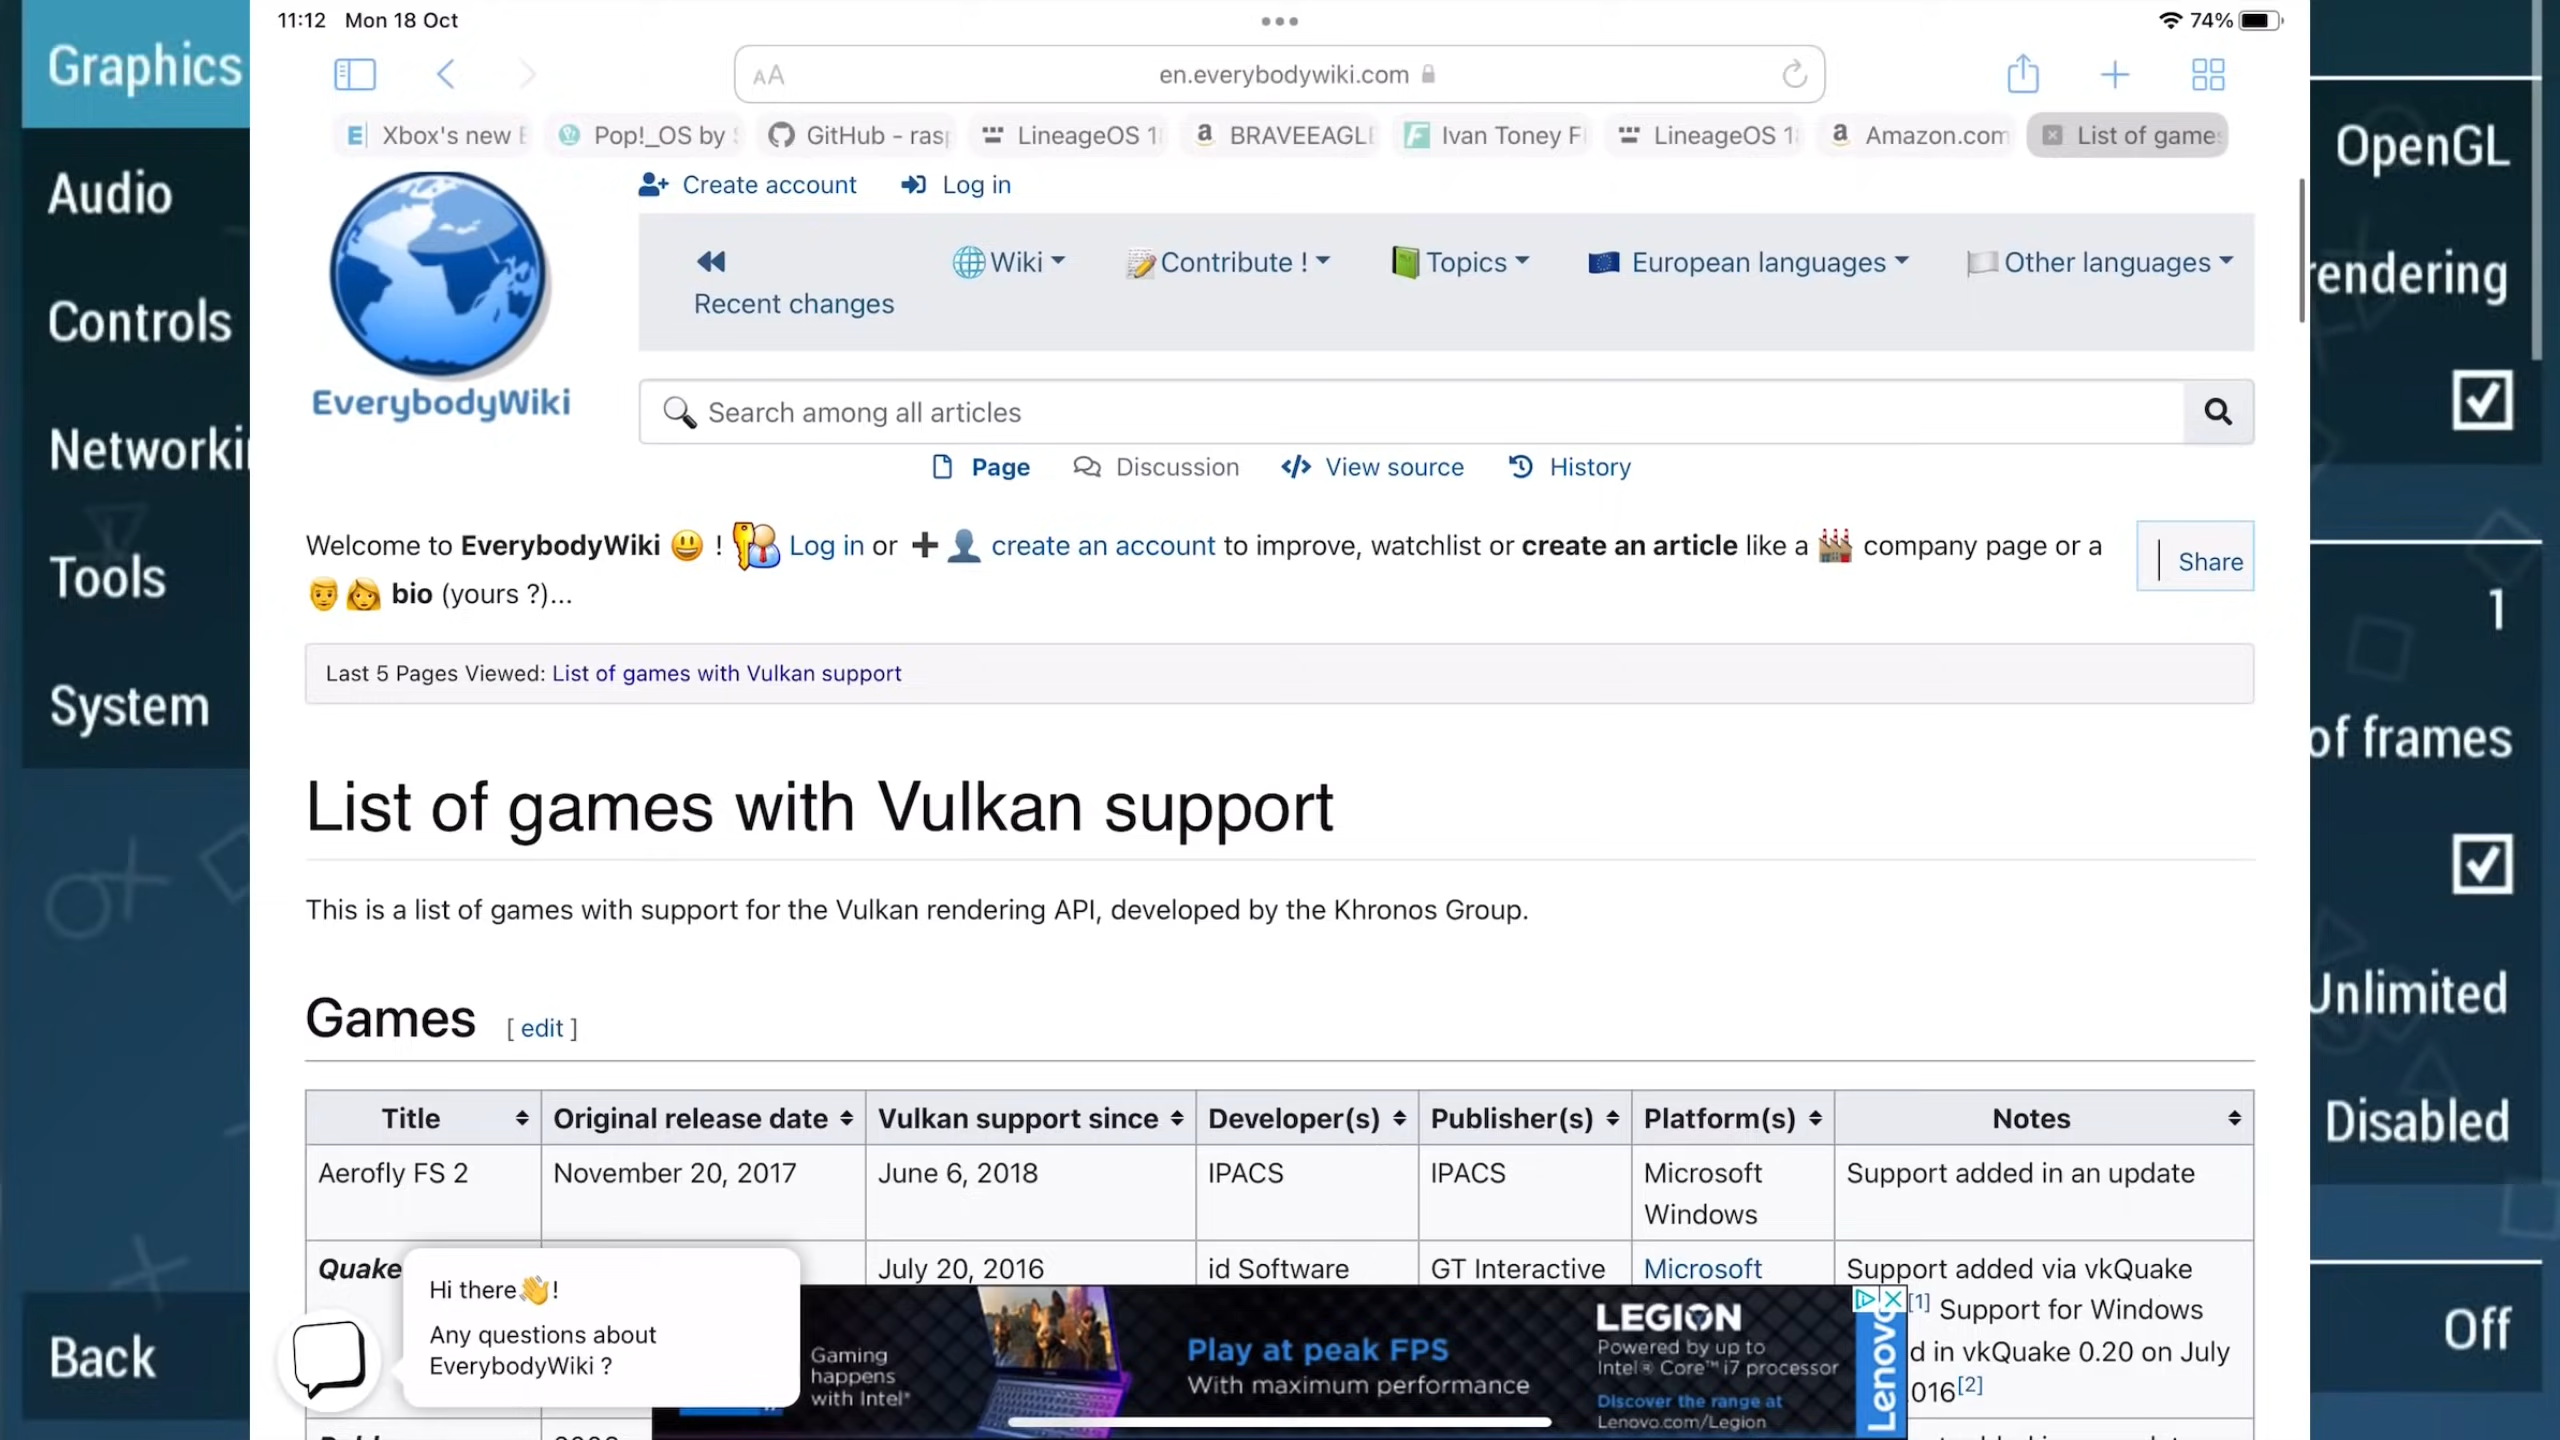 11:12 Mon 18 Oct
74%
Graphics
Audio
Controls
Tools
System
Back
AA
en.everybodywiki.com
Xbox's new
Pop!_OS by
GitHub - rasp
LineageOS 1
BRAVEEAGLE
Ivan Toney F
LineageOS 1
Amazon.com
List of games
EverybodyWiki
Create account
Log in
Recent changes
Wiki
Contribute !
Topics
European languages
Other languages
Search among all articles
Page
Discussion
View source
History
Welcome to EverybodyWiki 😃 ! Log in or ➕ 👤 create an account to improve, watchlist or create an article like a 🏭 company page or a
👨👩 bio (yours ?)...
Share
Last 5 Pages Viewed: List of games with Vulkan support
List of games with Vulkan support
This is a list of games with support for the Vulkan rendering API, developed by the Khronos Group.
Games [ edit ]
Title Original release date Vulkan support since Developer(s) Publisher(s) Platform(s) Notes
Aerofly FS 2 November 20, 2017 June 6, 2018 IPACS IPACS Microsoft Windows Support added in an update
Quake July 20, 2016 id Software GT Interactive Microsoft Support added via vkQuake
[1] Support for Windows
d in vkQuake 0.20 on July
016[2]
Hi there👋!
Any questions about
EverybodyWiki ?
Gaming
happens
with Intel®
Play at peak FPS
With maximum performance
LEGION
Powered by up to
Intel® Core™ i7 processor
Discover the range at
Lenovo.com/Legion
Lenovo
OpenGL
endering
1
of frames
Unlimited
Disabled
Off